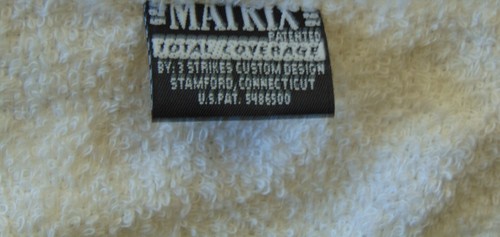 MATRIX
PATENTED
TOTAL COVERAGE
BY: 3 STRIKES CUSTOM DESIGN
STAMFORD, CONNECTICUT
U.S.PAT. 5486500